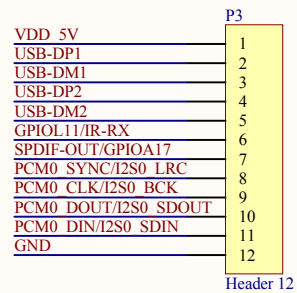 P3
VDD_5V 1
USB-DP1 2
USB-DM1 3
USB-DP2 4
USB-DM2 5
GPIOL11/IR-RX 6
SPDIF-OUT/GPIOA17 7
PCM0_SYNC/I2S0_LRC 8
PCM0_CLK/I2S0_BCK 9
PCM0_DOUT/I2S0_SDOUT 10
PCM0_DIN/I2S0_SDIN 11
GND 12
Header 12